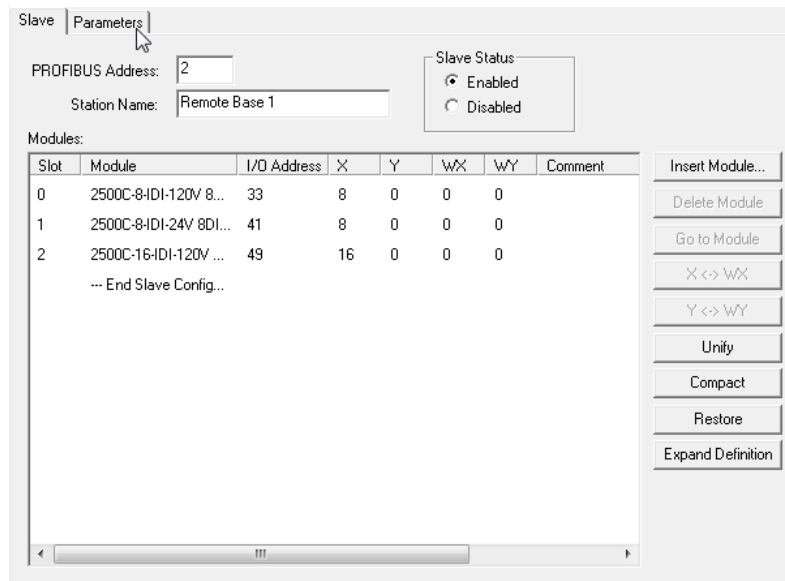 Slave Parameters
PROFIBUS Address: 2
Station Name: Remote Base 1
Slave Status
Enabled
Disabled
Modules:
Slot Module I/O Address X Y WX WY Comment
0 2500C-8-IDI-120V 8... 33 8 0 0 0
1 2500C-8-IDI-24V 8DI... 41 8 0 0 0
2 2500C-16-IDI-120V ... 49 16 0 0 0
--- End Slave Config...
Insert Module...
Delete Module
Go to Module
X <-> WX
Y <-> WY
Unify
Compact
Restore
Expand Definition